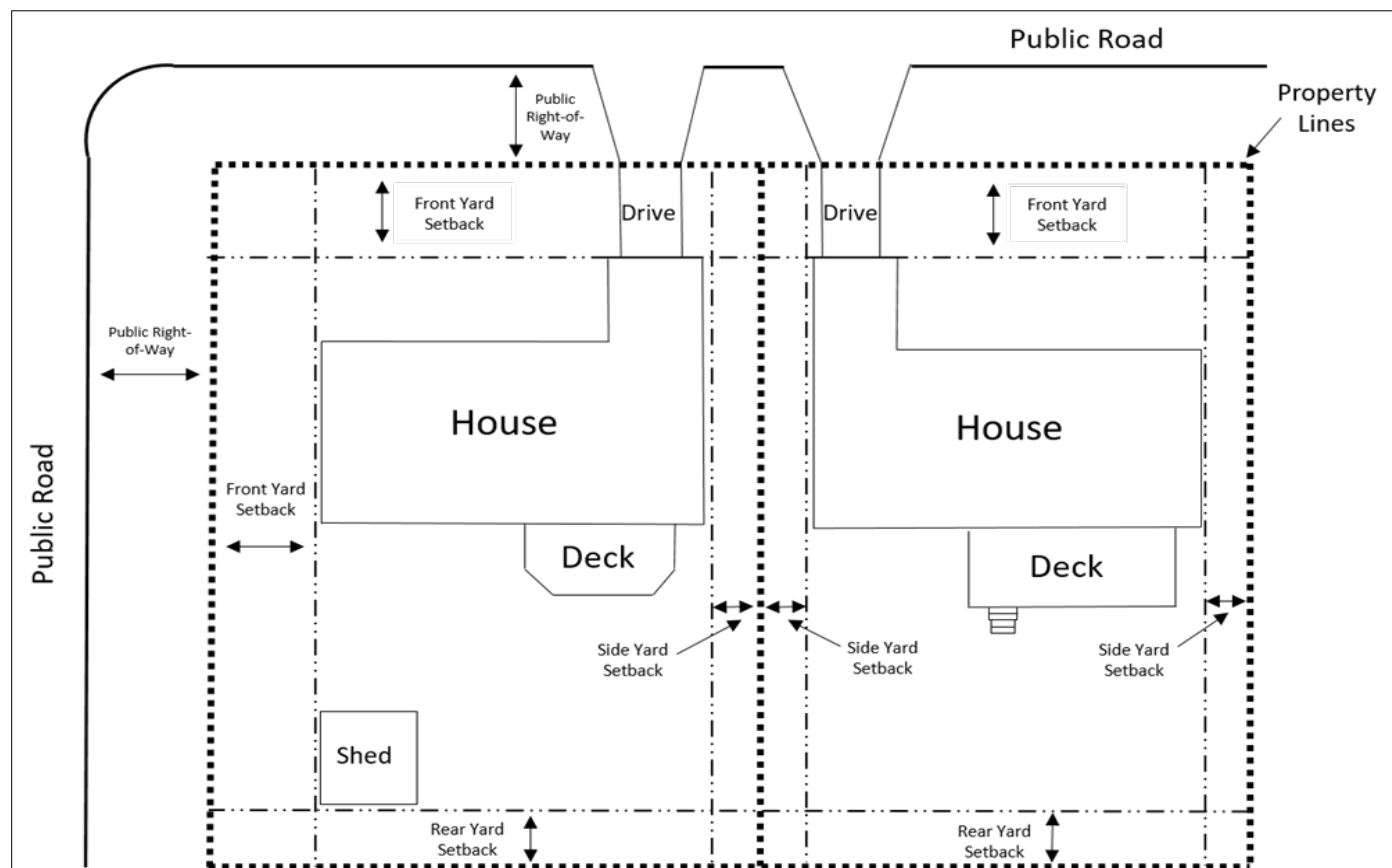 Public Road
Property
Lines
Public
Right-of-
Way
Front Yard
Setback
Drive
Drive
Front Yard
Setback
Public Right-
of-Way
House
House
Public Road
Front Yard
Setback
Deck
Deck
Side Yard
Setback
Side Yard
Setback
Side Yard
Setback
Shed
Rear Yard
Setback
Rear Yard
Setback